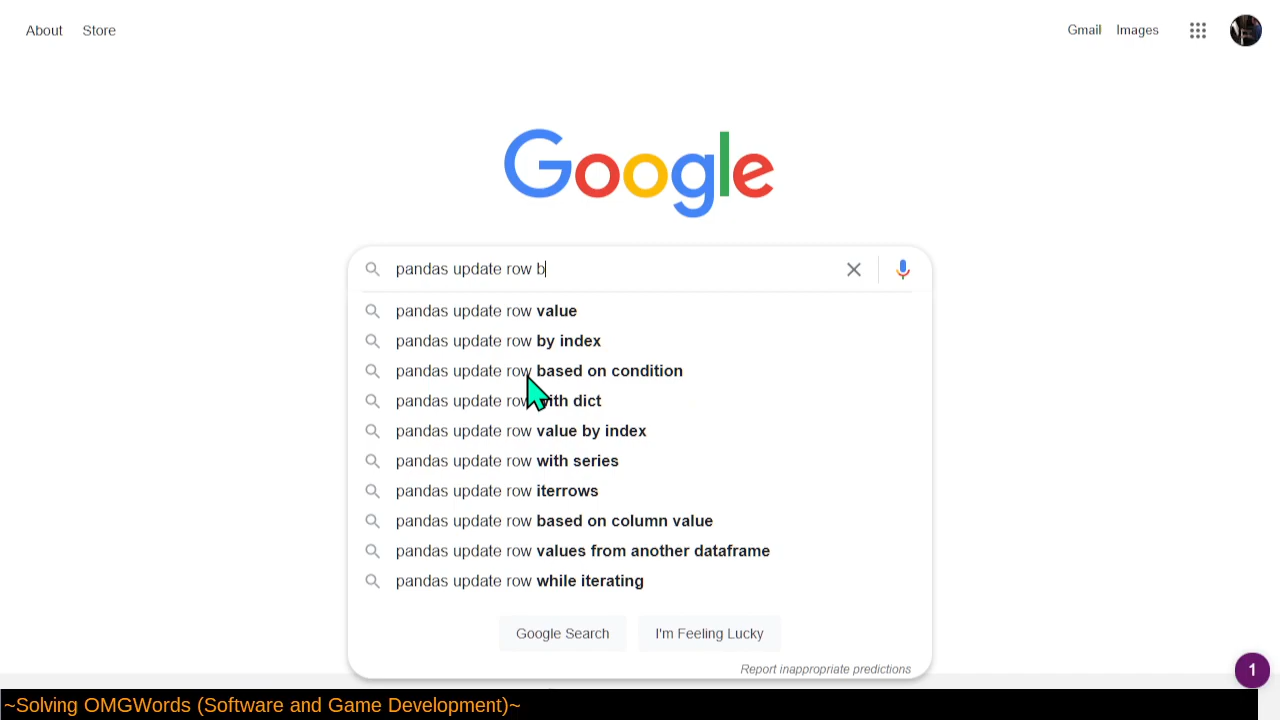 About Store Gmail Images
Google
pandas update row b
pandas update row value
pandas update row by index
pandas update row based on condition
pandas update row with dict
pandas update row value by index
pandas update row with series
pandas update row iterrows
pandas update row based on column value
pandas update row values from another dataframe
pandas update row while iterating
Google Search I'm Feeling Lucky
Report inappropriate predictions
1
~Solving OMGWords (Software and Game Development)~